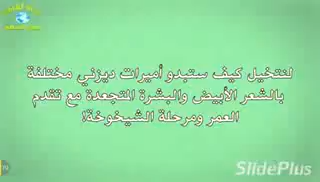 لنتخيل كيف ستبدو أميرات ديزني مختلفة
بالشعر الأبيض والبشرة المتجعدة مع تقدم
العمر ومرحلة الشيخوخة!
SlidePlus